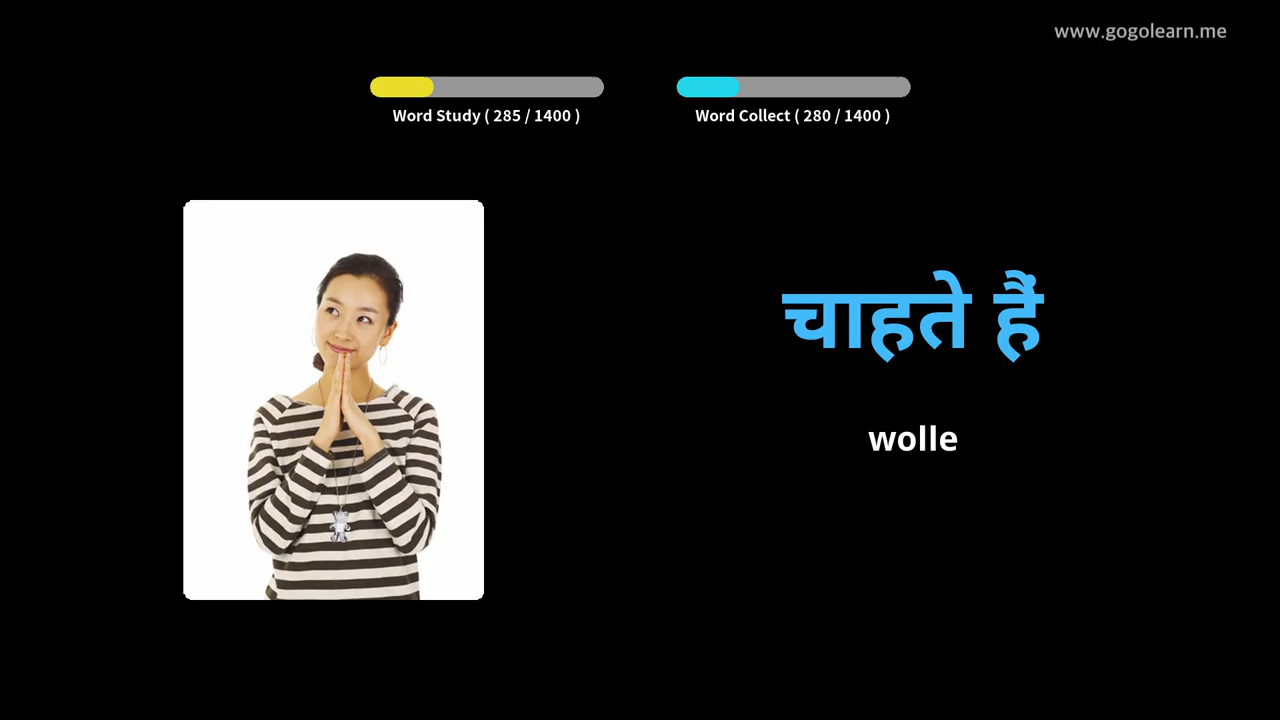 www.gogolearn.me
Word Study ( 285 / 1400 )
Word Collect ( 280 / 1400 )
चाहते हैं
wolle